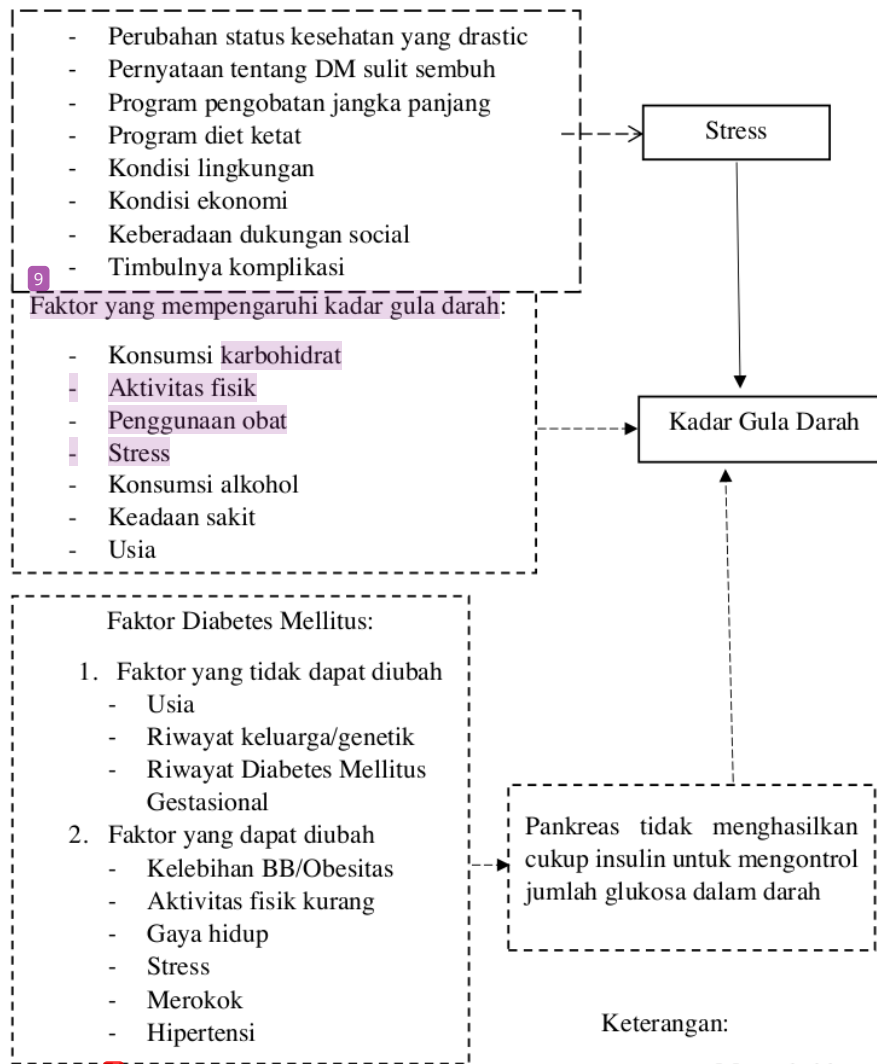 - Perubahan status kesehatan yang drastic
- Pernyataan tentang DM sulit sembuh
- Program pengobatan jangka panjang
- Program diet ketat
- Kondisi lingkungan
- Kondisi ekonomi
- Keberadaan dukungan social
- Timbulnya komplikasi
Stress
9
Faktor yang mempengaruhi kadar gula darah:
- Konsumsi karbohidrat
- Aktivitas fisik
- Penggunaan obat
- Stress
- Konsumsi alkohol
- Keadaan sakit
- Usia
Kadar Gula Darah
Faktor Diabetes Mellitus:
1. Faktor yang tidak dapat diubah
- Usia
- Riwayat keluarga/genetik
- Riwayat Diabetes Mellitus
Gestasional
2. Faktor yang dapat diubah
- Kelebihan BB/Obesitas
- Aktivitas fisik kurang
- Gaya hidup
- Stress
- Merokok
- Hipertensi
Pankreas tidak menghasilkan
cukup insulin untuk mengontrol
jumlah glukosa dalam darah
Keterangan: